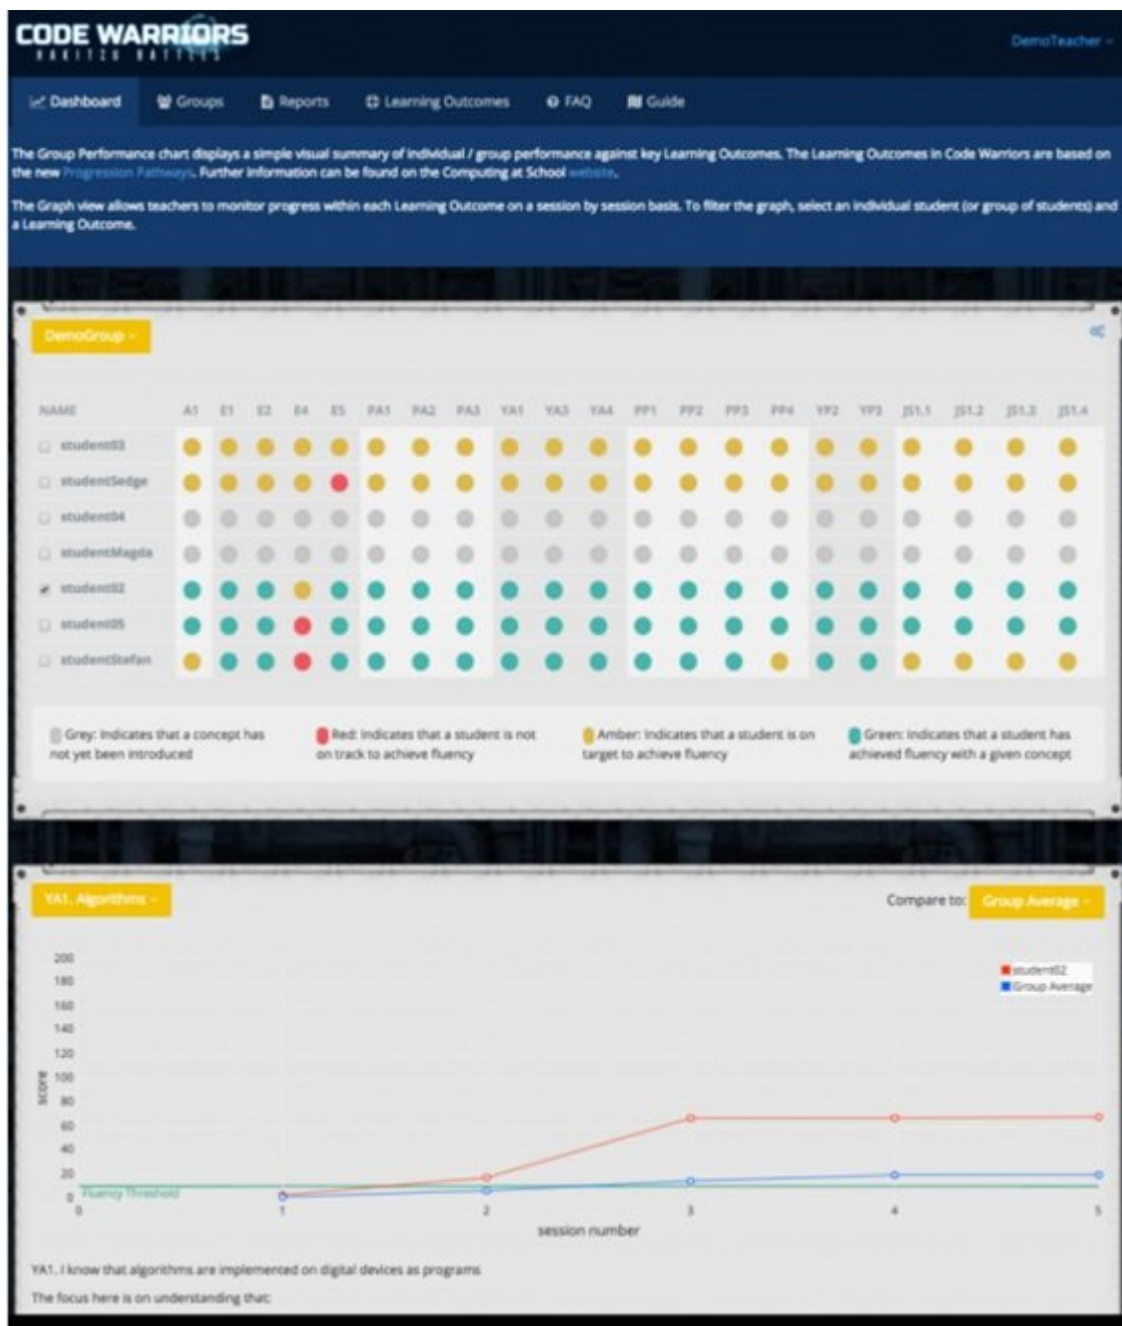 CODE WARRIORS
HAKITZU BATTLES
DemoTeacher
Dashboard Groups Reports Learning Outcomes FAQ Guide
The Group Performance chart displays a simple visual summary of individual / group performance against key Learning Outcomes. The Learning Outcomes in Code Warriors are based on
the new Progression Pathways. Further information can be found on the Computing at School website.
The Graph view allows teachers to monitor progress within each Learning Outcome on a session by session basis. To filter the graph, select an individual student (or group of students) and
a Learning Outcome.
DemoGroup
NAME A1 E1 E2 E4 E5 PA1 PA2 PA3 YA1 YA3 YA4 PP1 PP2 PP3 PP4 YP2 YP3 JS1.1 JS1.2 JS1.3 JS1.4
student03
studentSedge
student04
studentMagda
student02
student05
studentStefan
Grey: Indicates that a concept has
not yet been introduced
Red: Indicates that a student is not
on track to achieve fluency
Amber: Indicates that a student is on
target to achieve fluency
Green: Indicates that a student has
achieved fluency with a given concept
YA1. Algorithms
Compare to: Group Average
student02
Group Average
200
180
160
140
120
100
80
60
40
20
0
score
Fluency Threshold
0 1 2 3 4 5
session number
YA1. I know that algorithms are implemented on digital devices as programs
The focus here is on understanding that: